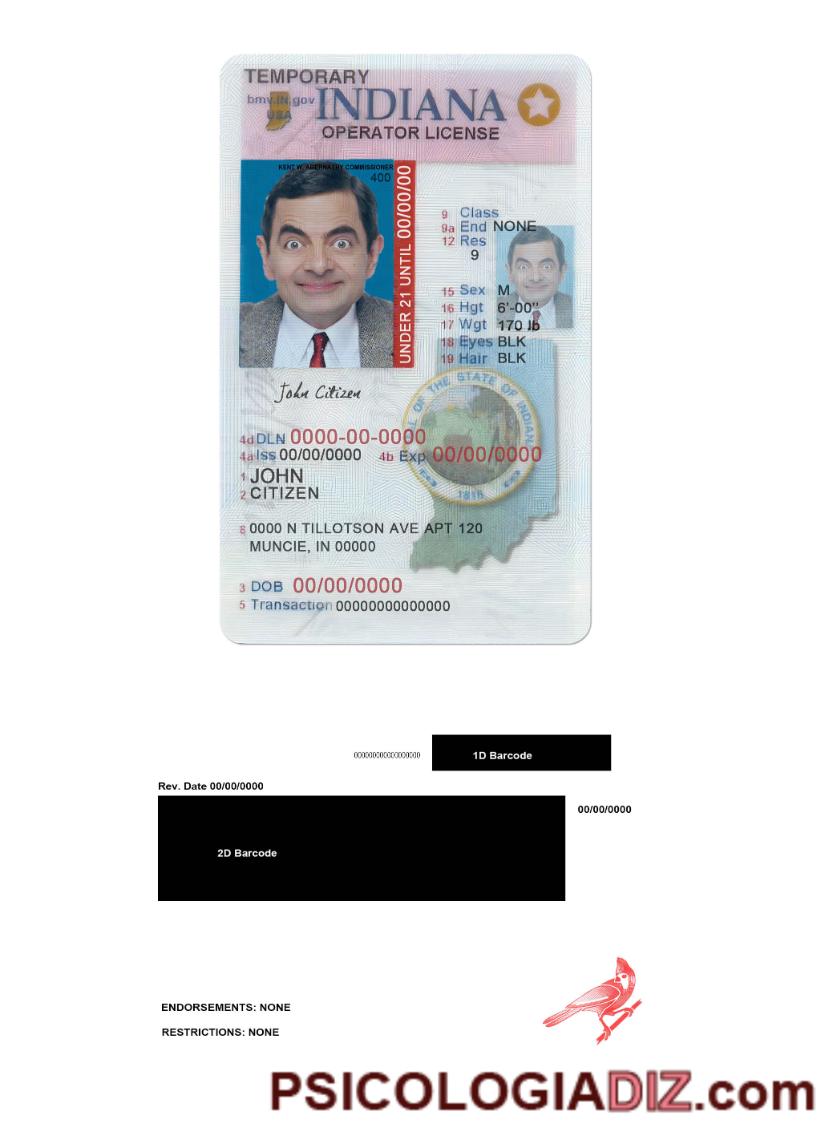 TEMPORARY
bmv.IN.gov
USA
INDIANA
OPERATOR LICENSE
KENT W. ABERNATHY COMMISSIONER
400
UNDER 21 UNTIL 00/00/00
9 Class
9a End NONE
12 Res
9
15 Sex M
16 Hgt 6'-00"
17 Wgt 170 lb
18 Eyes BLK
19 Hair BLK
John Citizen
SEAL OF THE STATE OF INDIANA
1816
4d DLN 0000-00-0000
4a Iss 00/00/0000 4b Exp 00/00/0000
1 JOHN
2 CITIZEN
8 0000 N TILLOTSON AVE APT 120
MUNCIE, IN 00000
3 DOB 00/00/0000
5 Transaction 00000000000000
1D Barcode
Rev. Date 00/00/0000
00/00/0000
2D Barcode
ENDORSEMENTS: NONE
RESTRICTIONS: NONE
PSICOLOGIADIZ.com